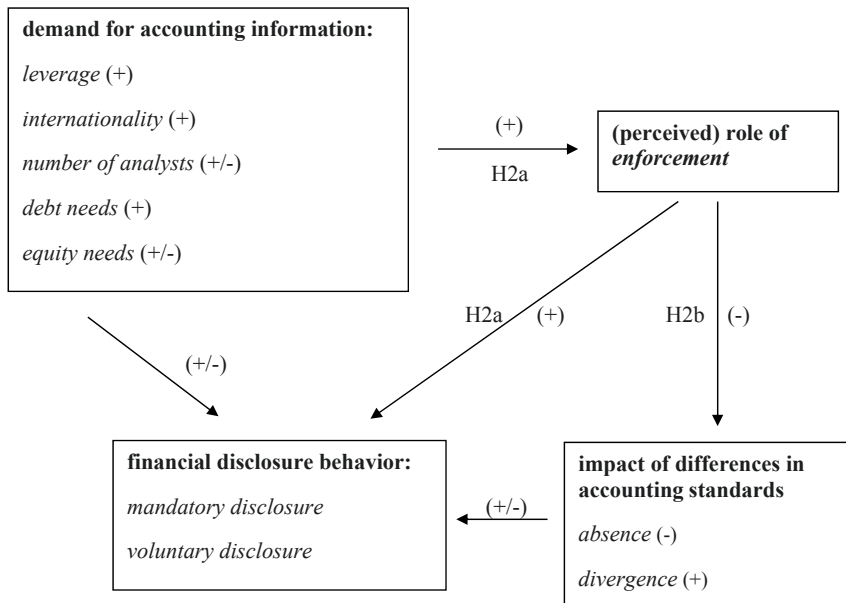 demand for accounting information:
leverage (+)
internationality (+)
number of analysts (+/-)
debt needs (+)
equity needs (+/-)
(+)
H2a
(perceived) role of
enforcement
(+/-)
H2a (+)
H2b (-)
financial disclosure behavior:
mandatory disclosure
voluntary disclosure
(+/-)
impact of differences in
accounting standards
absence (-)
divergence (+)